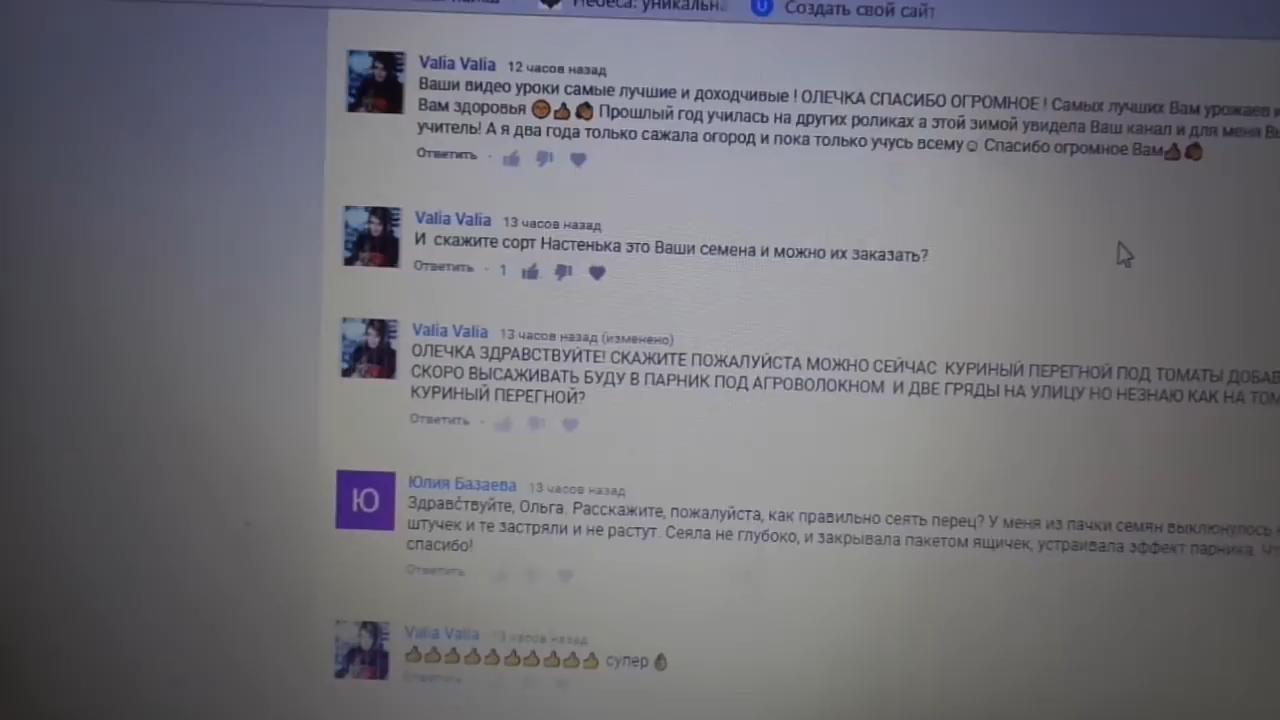 Небеса: уникальн
Создать свой сайт
Valia Valia 12 часов назад
Ваши видео уроки самые лучшие и доходчивые ! ОЛЕЧКА СПАСИБО ОГРОМНОЕ ! Самых лучших Вам урожаев и
Вам здоровья 😊👍👏 Прошлый год училась на других роликах а этой зимой увидела Ваш канал и для меня
учитель! А я два года только сажала огород и пока только учусь всему☺ Спасибо огромное Вам👍👏
Ответить
Valia Valia 13 часов назад
И скажите сорт Настенька это Ваши семена и можно их заказать?
Ответить · 1
Valia Valia 13 часов назад (изменено)
ОЛЕЧКА ЗДРАВСТВУЙТЕ! СКАЖИТЕ ПОЖАЛУЙСТА МОЖНО СЕЙЧАС КУРИНЫЙ ПЕРЕГНОЙ ПОД ТОМАТЫ ДОБАВ
СКОРО ВЫСАЖИВАТЬ БУДУ В ПАРНИК ПОД АГРОВОЛОКНОМ И ДВЕ ГРЯДЫ НА УЛИЦУ НО НЕЗНАЮ КАК НА ТОМ
КУРИНЫЙ ПЕРЕГНОЙ?
Ответить
Ю
Юлия Базаева 13 часов назад
Здравствуйте, Ольга. Расскажите, пожалуйста, как правильно сеять перец? У меня из пачки семян выклюнулось
штучек и те застряли и не растут. Сеяла не глубоко, и закрывала пакетом ящичек, устраивала эффект парника.
спасибо!
Ответить
Valia Valia 13 часов назад
👍👍👍👍👍👍👍👍👍👍 супер👌
Ответить